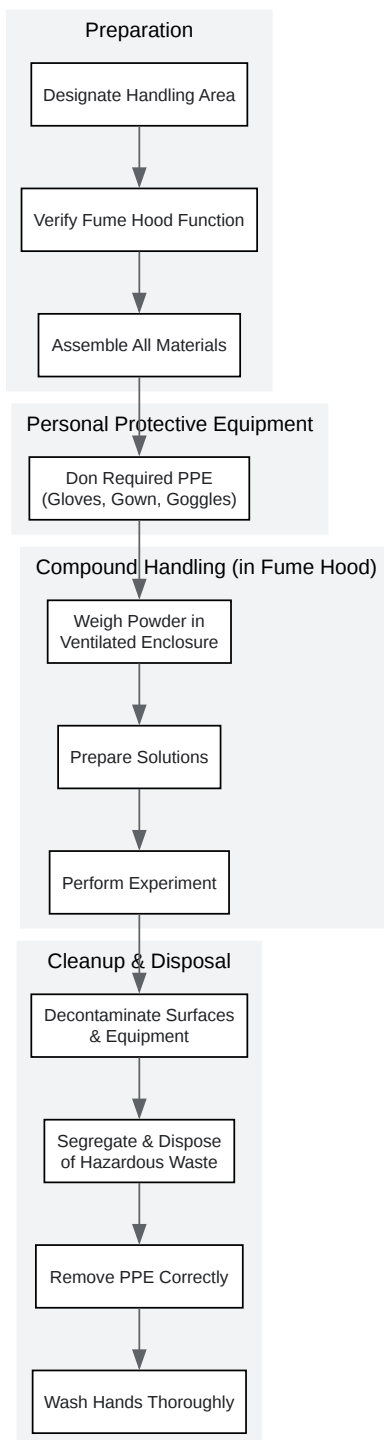 Preparation
Designate Handling Area
Verify Fume Hood Function
Assemble All Materials
Personal Protective Equipment
Don Required PPE
(Gloves, Gown, Goggles)
Compound Handling (in Fume Hood)
Weigh Powder in
Ventilated Enclosure
Prepare Solutions
Perform Experiment
Cleanup & Disposal
Decontaminate Surfaces
& Equipment
Segregate & Dispose
of Hazardous Waste
Remove PPE Correctly
Wash Hands Thoroughly